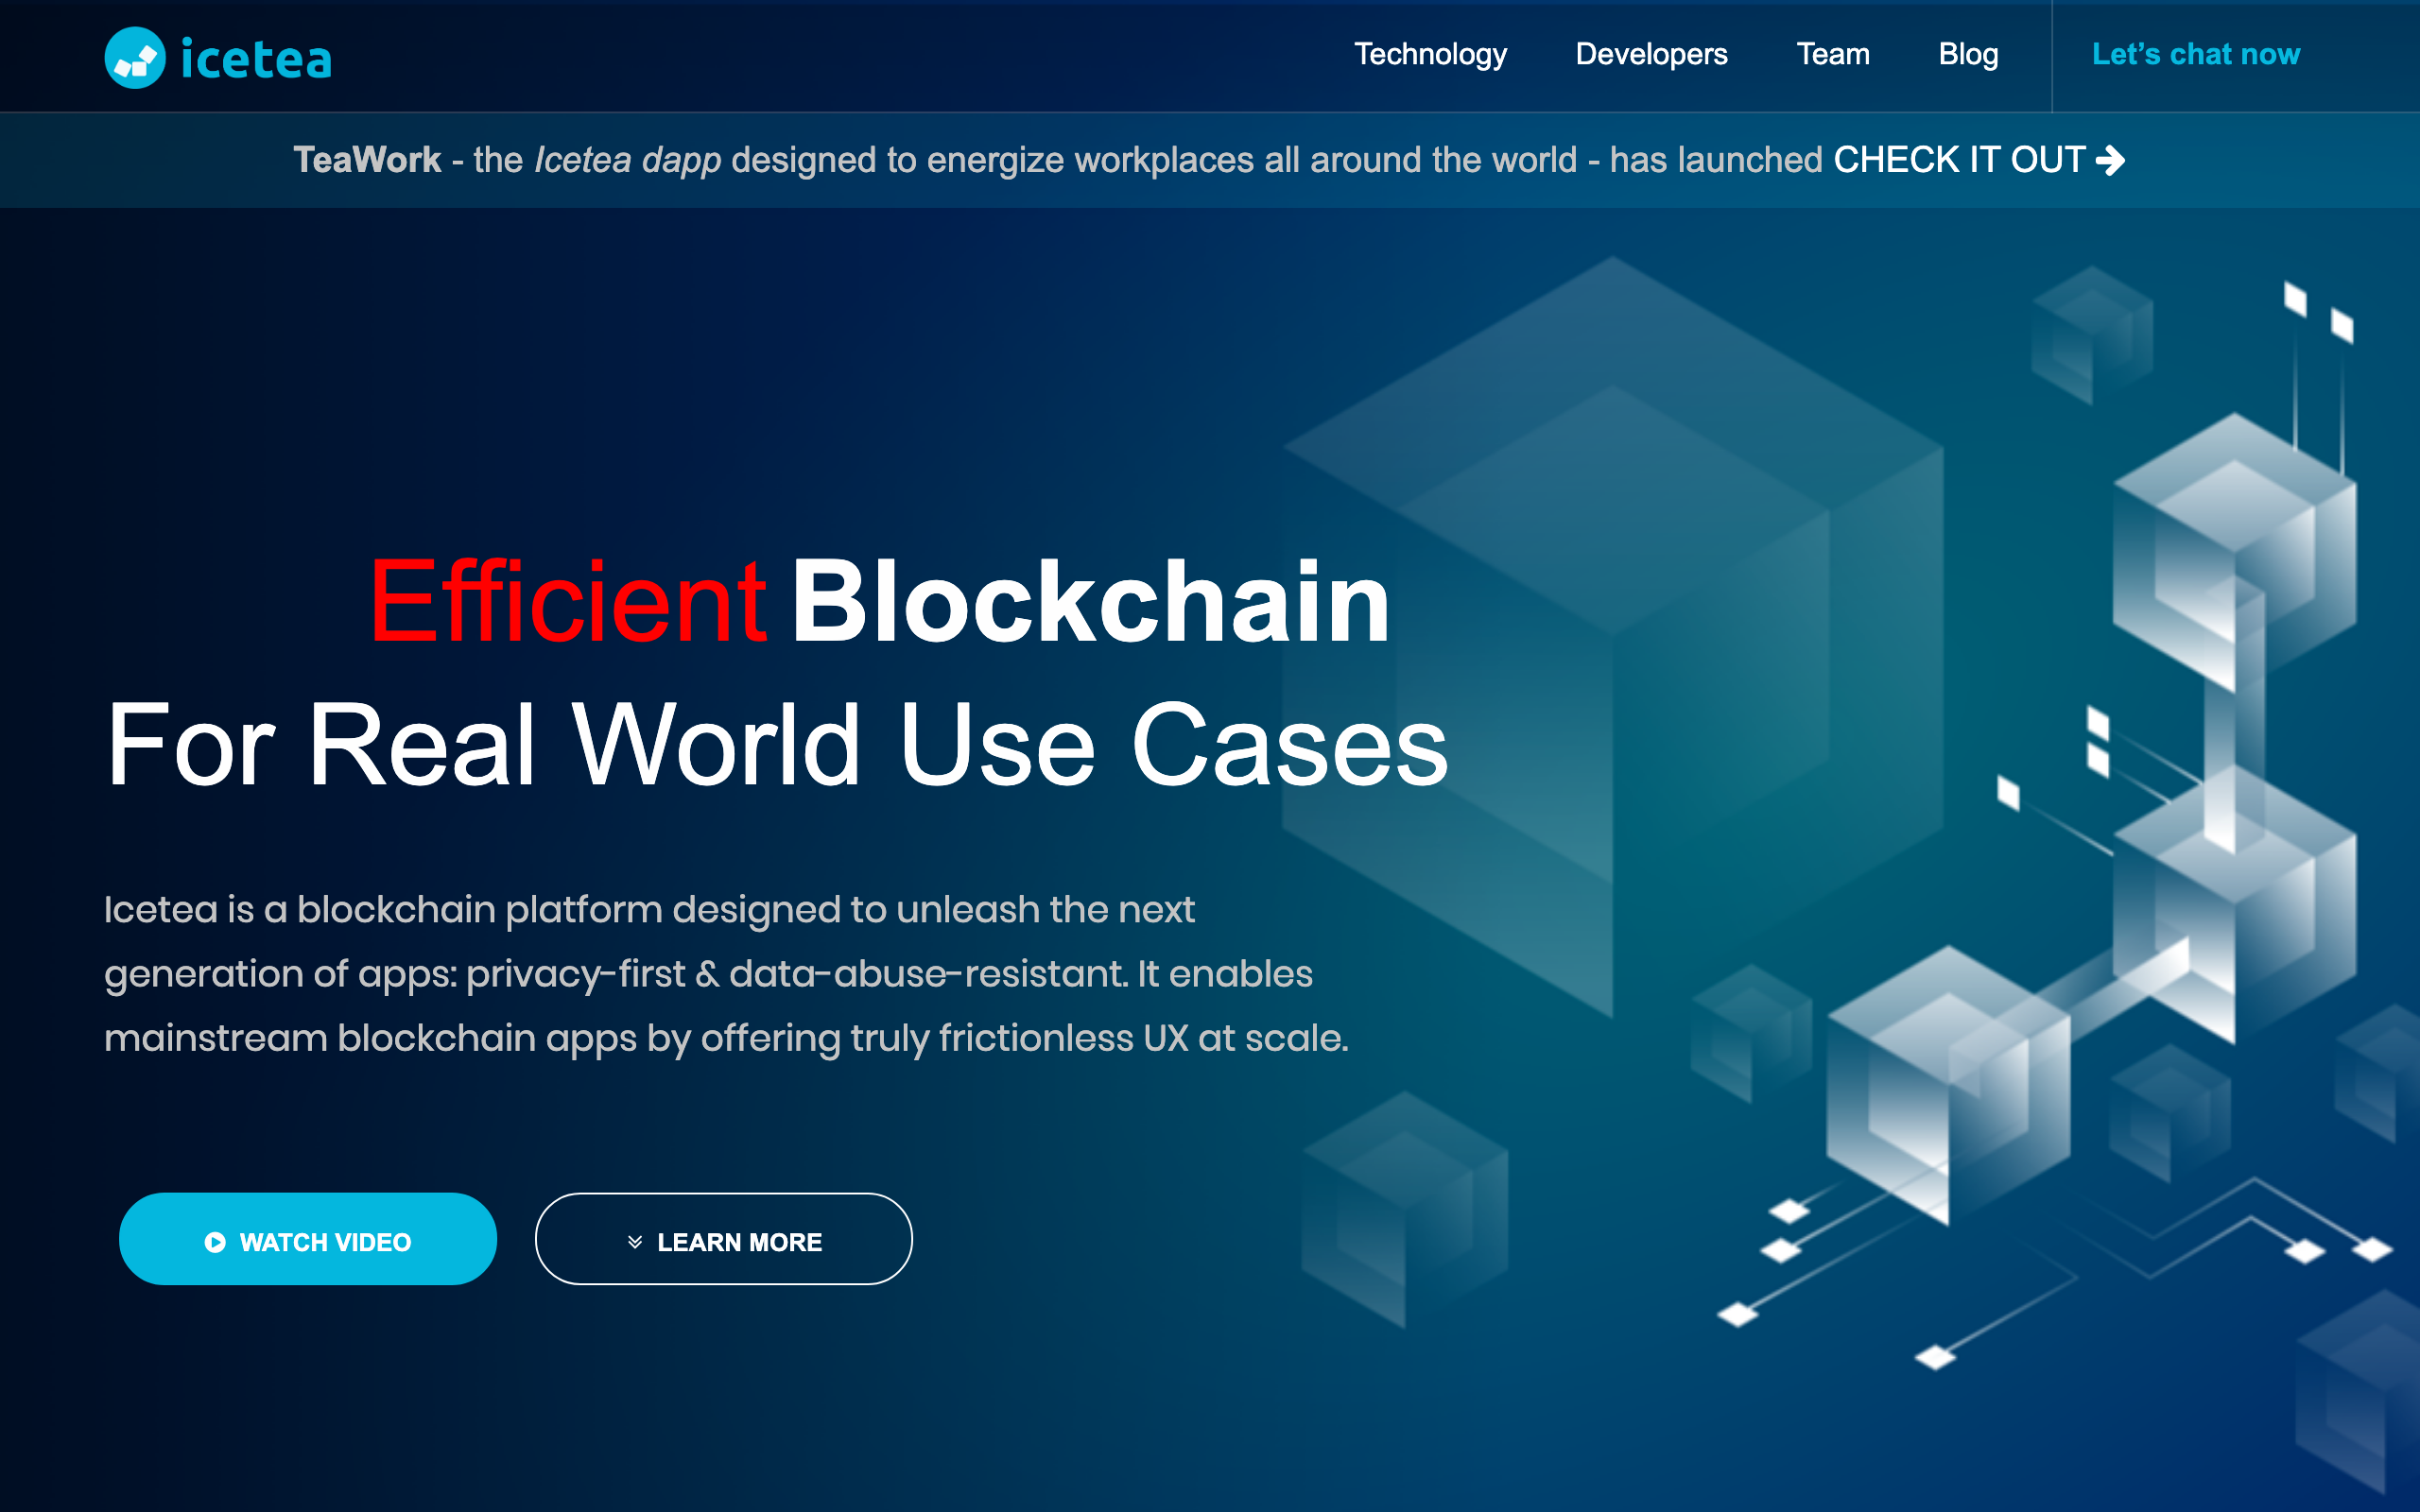 icetea
Technology Developers Team Blog Let’s chat now
TeaWork - the Icetea dapp designed to energize workplaces all around the world - has launched CHECK IT OUT
Efficient Blockchain
For Real World Use Cases
Icetea is a blockchain platform designed to unleash the next
generation of apps: privacy-first & data-abuse-resistant. It enables
mainstream blockchain apps by offering truly frictionless UX at scale.
WATCH VIDEO LEARN MORE